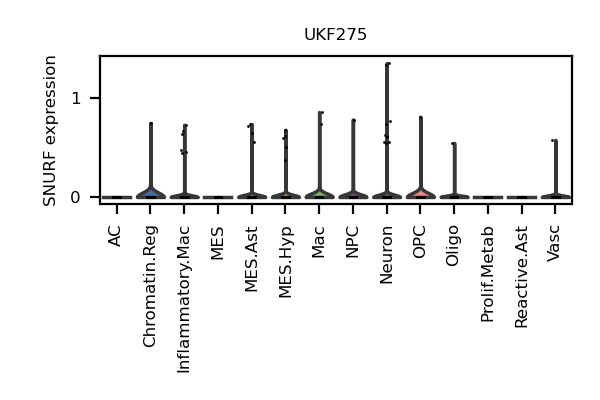 UKF275
SNURF expression
1
0
AC
Chromatin.Reg
Inflammatory.Mac
MES
MES.Ast
MES.Hyp
Mac
NPC
Neuron
OPC
Oligo
Prolif.Metab
Reactive.Ast
Vasc